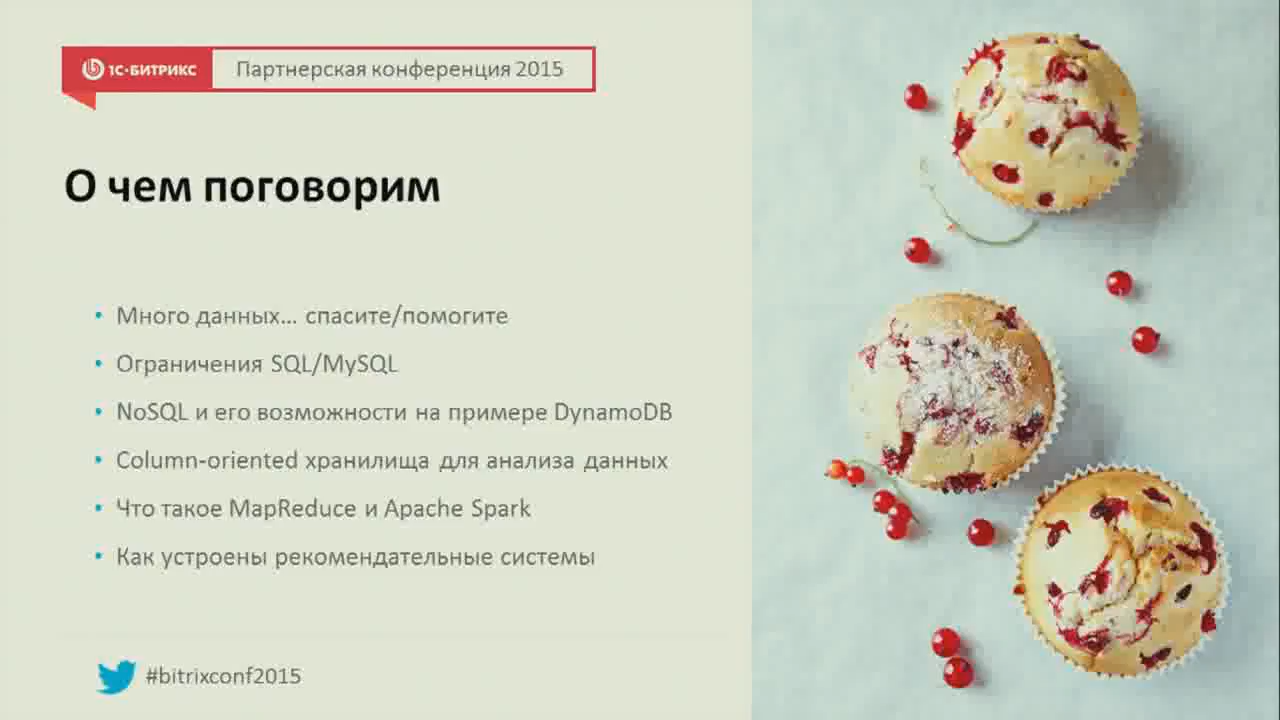 1С-БИТРИКС Партнерская конференция 2015
О чем поговорим
• Много данных... спасите/помогите
• Ограничения SQL/MySQL
• NoSQL и его возможности на примере DynamoDB
• Column-oriented хранилища для анализа данных
• Что такое MapReduce и Apache Spark
• Как устроены рекомендательные системы
#bitrixconf2015